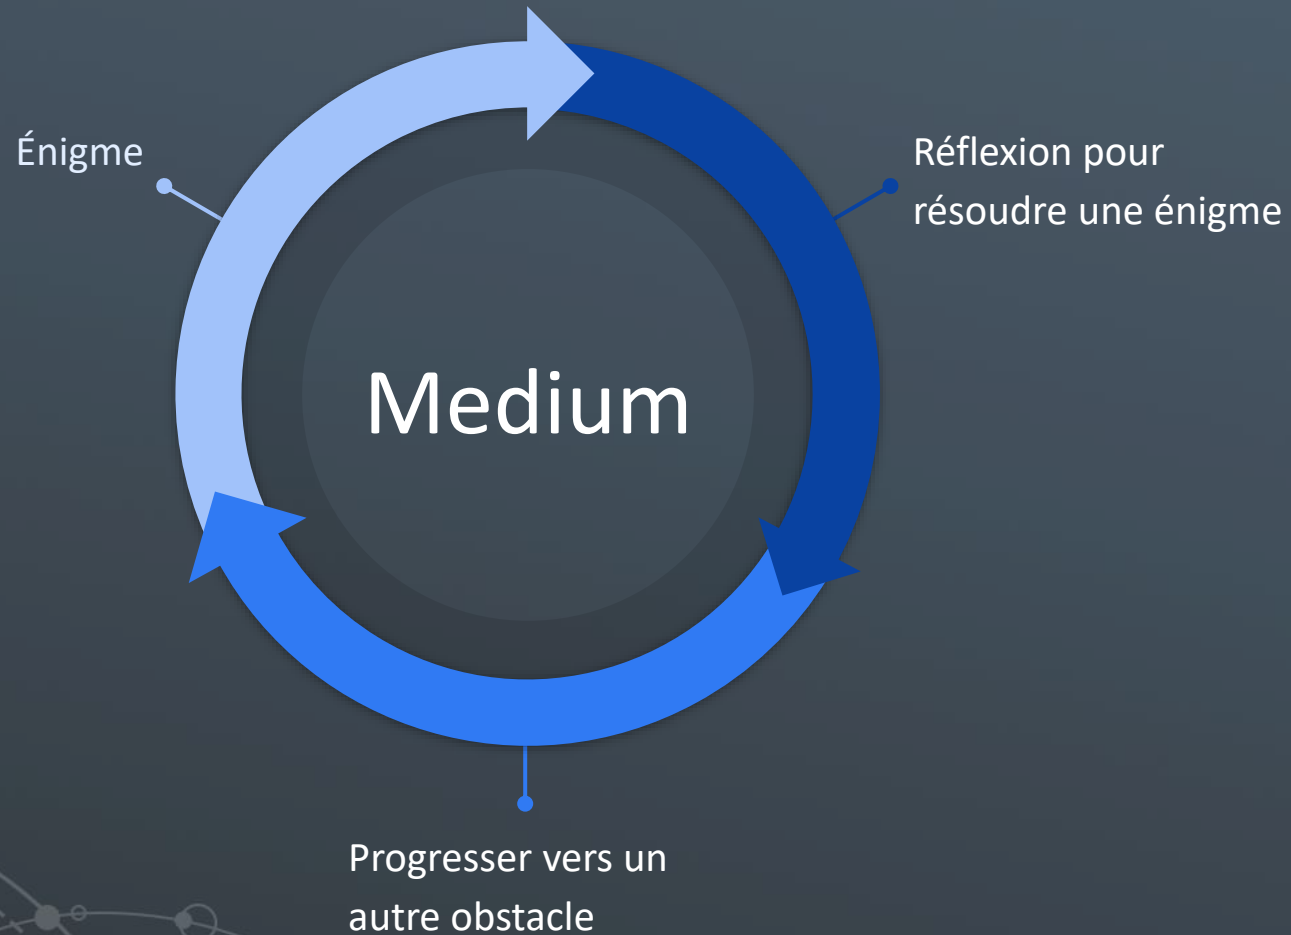 Énigme
Réflexion pour
résoudre une énigme
Medium
Progresser vers un
autre obstacle